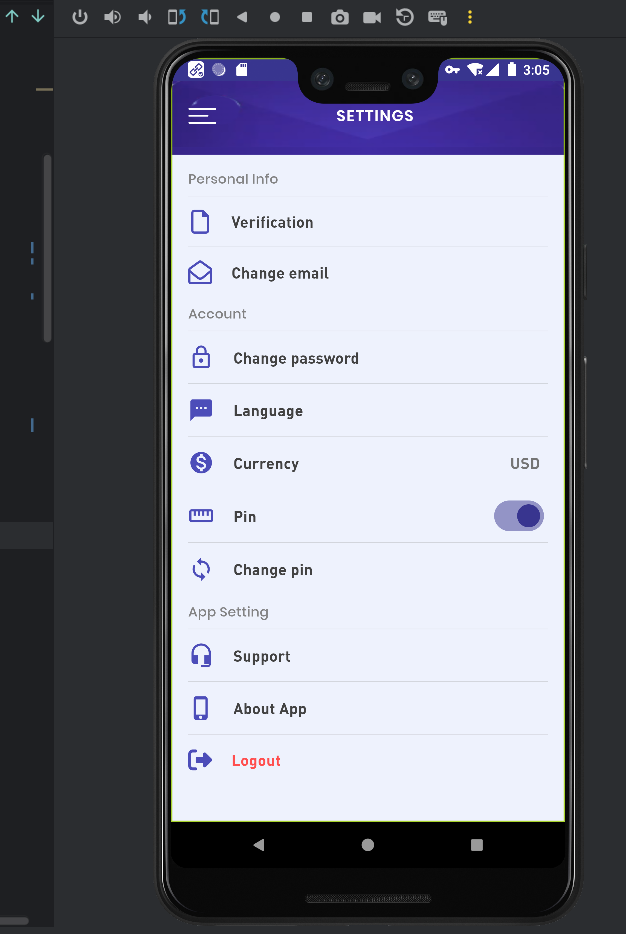 3:05
SETTINGS
Personal Info
Verification
Change email
Account
Change password
Language
Currency USD
Pin
Change pin
App Setting
Support
About App
Logout